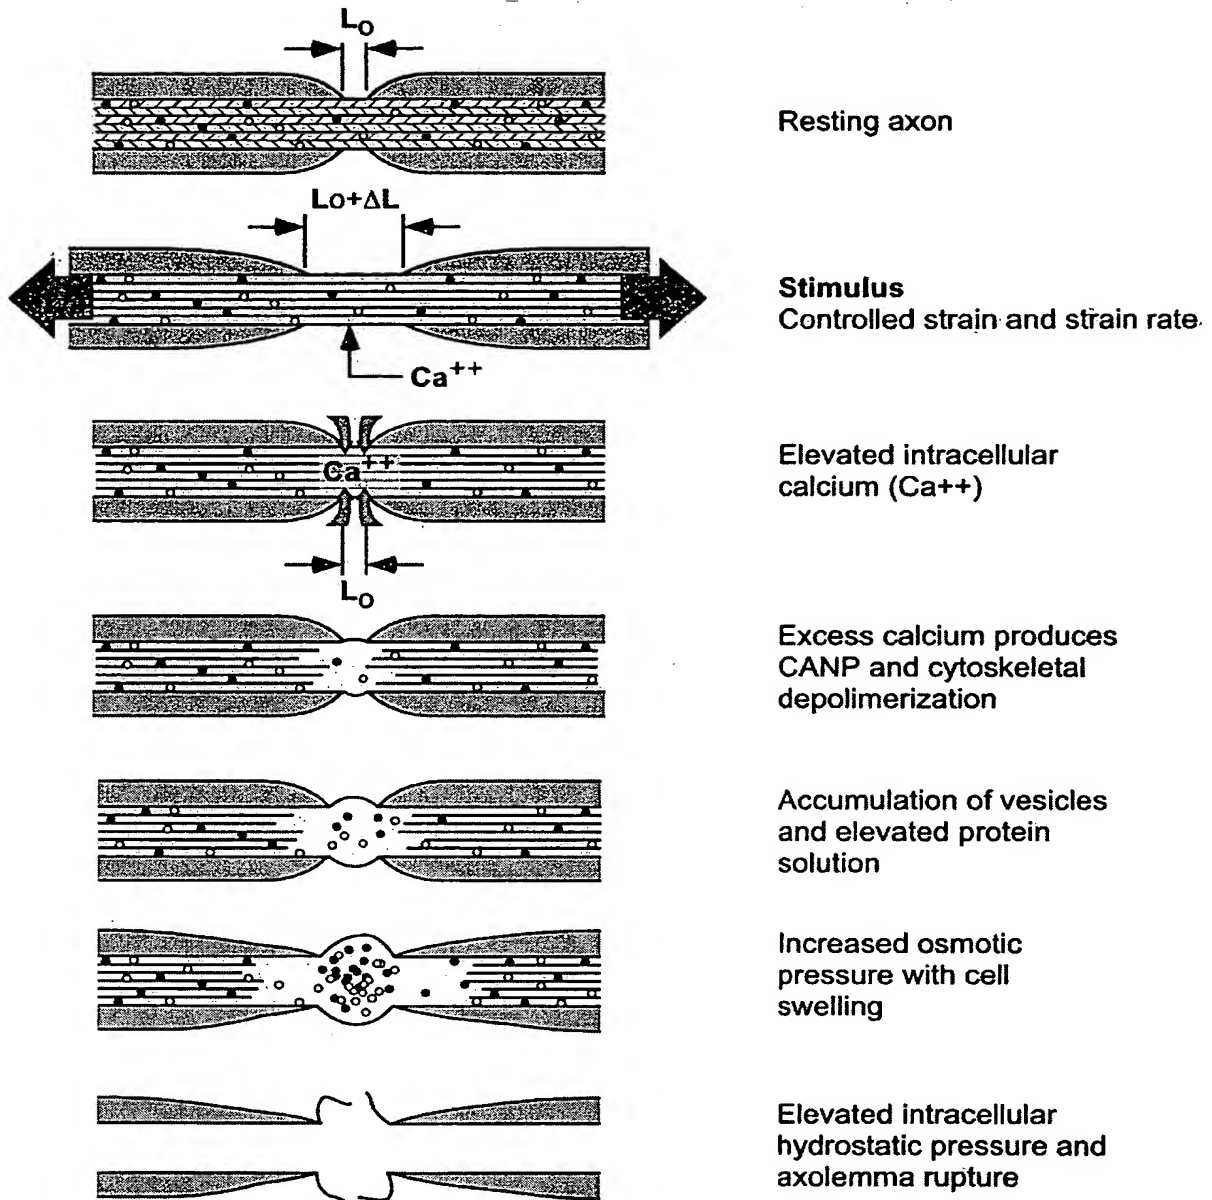 Lo
Resting axon
Lo+ΔL
Stimulus
Controlled strain and strain rate
Ca++
Elevated intracellular
calcium (Ca++)
Ca++
Lo
Excess calcium produces
CANP and cytoskeletal
depolimerization
Accumulation of vesicles
and elevated protein
solution
Increased osmotic
pressure with cell
swelling
Elevated intracellular
hydrostatic pressure and
axolemma rupture